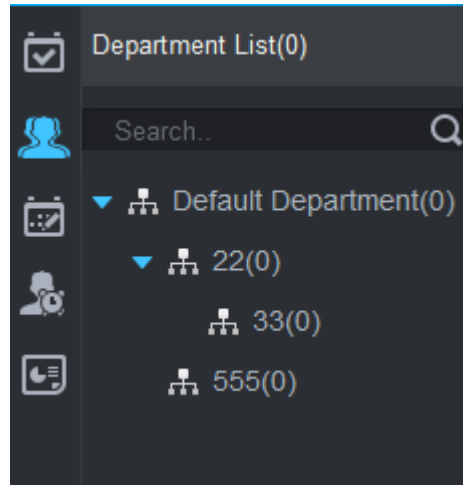 Department List(0)
Search..
Default Department(0)
22(0)
33(0)
555(0)